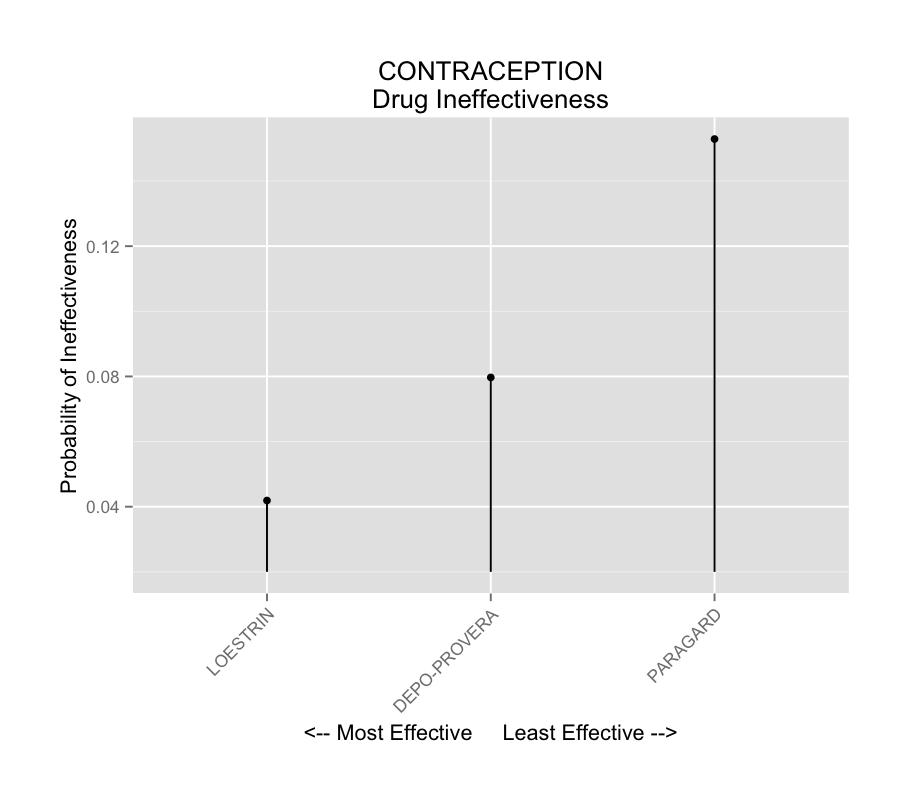 CONTRACEPTION
Drug Ineffectiveness
Probability of Ineffectiveness
0.12
0.08
0.04
LOESTRIN
DEPO-PROVERA
PARAGARD
<-- Most Effective Least Effective -->